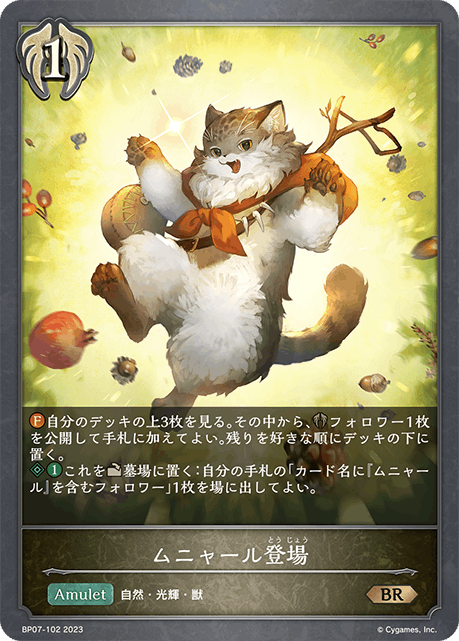 1
F 自分のデッキの上3枚を見る。その中から、フォロワー1枚
を公開して手札に加えてよい。残りを好きな順にデッキの下に
置く。
1 これを墓場に置く：自分の手札の「カード名に『ムニャー
ル』を含むフォロワー」1枚を場に出してよい。
とうじょう
ムニャール登場
Amulet 自然・光輝・獣 BR
BP07-102 2023 © Cygames, Inc.